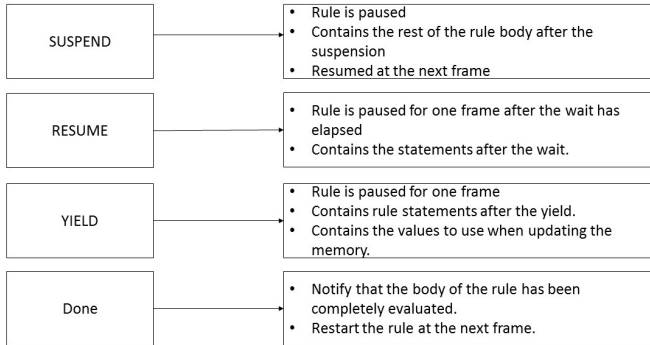 SUSPEND
• Rule is paused
• Contains the rest of the rule body after the
suspension
• Resumed at the next frame
RESUME
• Rule is paused for one frame after the wait has
elapsed
• Contains the statements after the wait.
YIELD
• Rule is paused for one frame
• Contains rule statements after the yield.
• Contains the values to use when updating the
memory.
Done
• Notify that the body of the rule has been
completely evaluated.
• Restart the rule at the next frame.